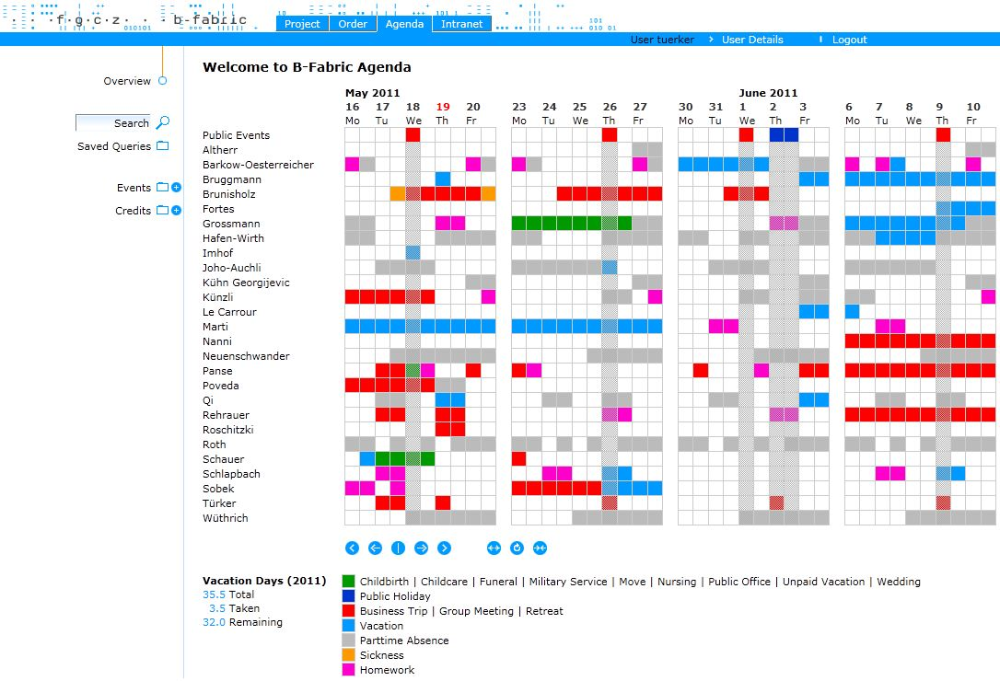 f·g·c·z· b-fabric
Project Order Agenda Intranet
User tuerker > User Details Logout
Welcome to B-Fabric Agenda
Overview
Search
Saved Queries
Events
Credits
May 2011 June 2011
16 17 18 19 20 23 24 25 26 27 30 31 1 2 3 6 7 8 9 10
Mo Tu We Th Fr Mo Tu We Th Fr Mo Tu We Th Fr Mo Tu We Th Fr
Public Events
Altherr
Barkow-Oesterreicher
Bruggmann
Brunisholz
Fortes
Grossmann
Hafen-Wirth
Imhof
Joho-Auchli
Kühn Georgijevic
Künzli
Le Carrour
Marti
Nanni
Neuenschwander
Panse
Poveda
Qi
Rehrauer
Roschitzki
Roth
Schauer
Schlapbach
Sobek
Türker
Wüthrich
Vacation Days (2011)
35.5 Total
3.5 Taken
32.0 Remaining
Childbirth | Childcare | Funeral | Military Service | Move | Nursing | Public Office | Unpaid Vacation | Wedding
Public Holiday
Business Trip | Group Meeting | Retreat
Vacation
Parttime Absence
Sickness
Homework